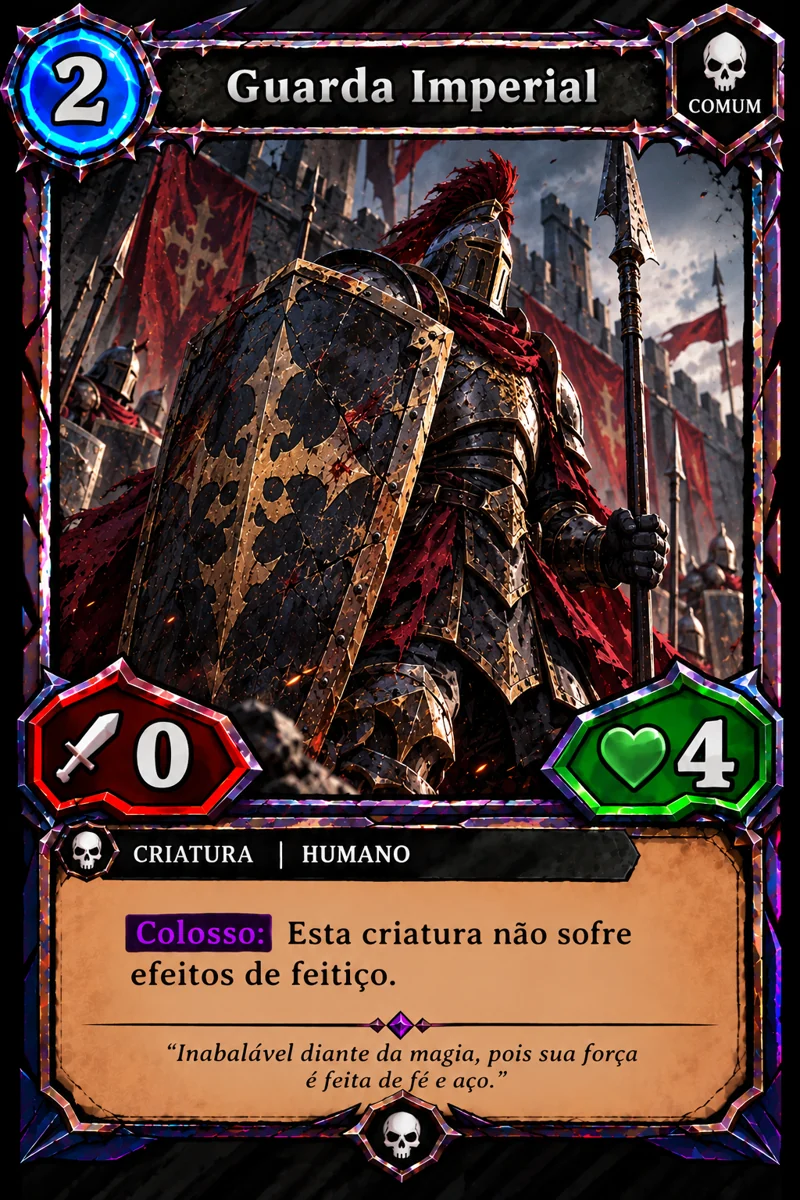 2
Guarda Imperial
COMUM
0
4
CRIATURA | HUMANO
Colosso: Esta criatura não sofre
efeitos de feitiço.
“Inabalável diante da magia, pois sua força
é feita de fé e aço.”